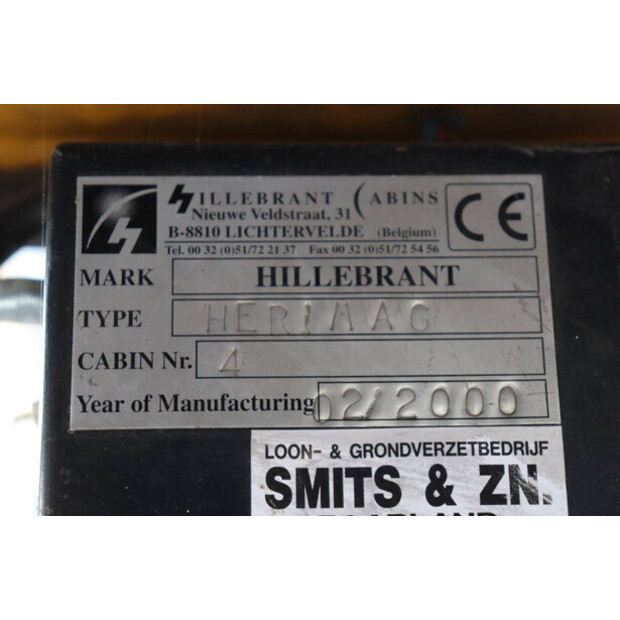 HILLEBRANT CABINS
Nieuwe Veldstraat, 31
B-8810 LICHTERVELDE (Belgium)
Tel. 00 32 (0)51/72 21 37 Fax 00 32 (0)51/72 54 56
CE
MARK HILLEBRANT
TYPE HERIMAG
CABIN Nr. 4
Year of Manufacturing 02/2000
LOON- & GRONDVERZETBEDRIJF
SMITS & ZN.